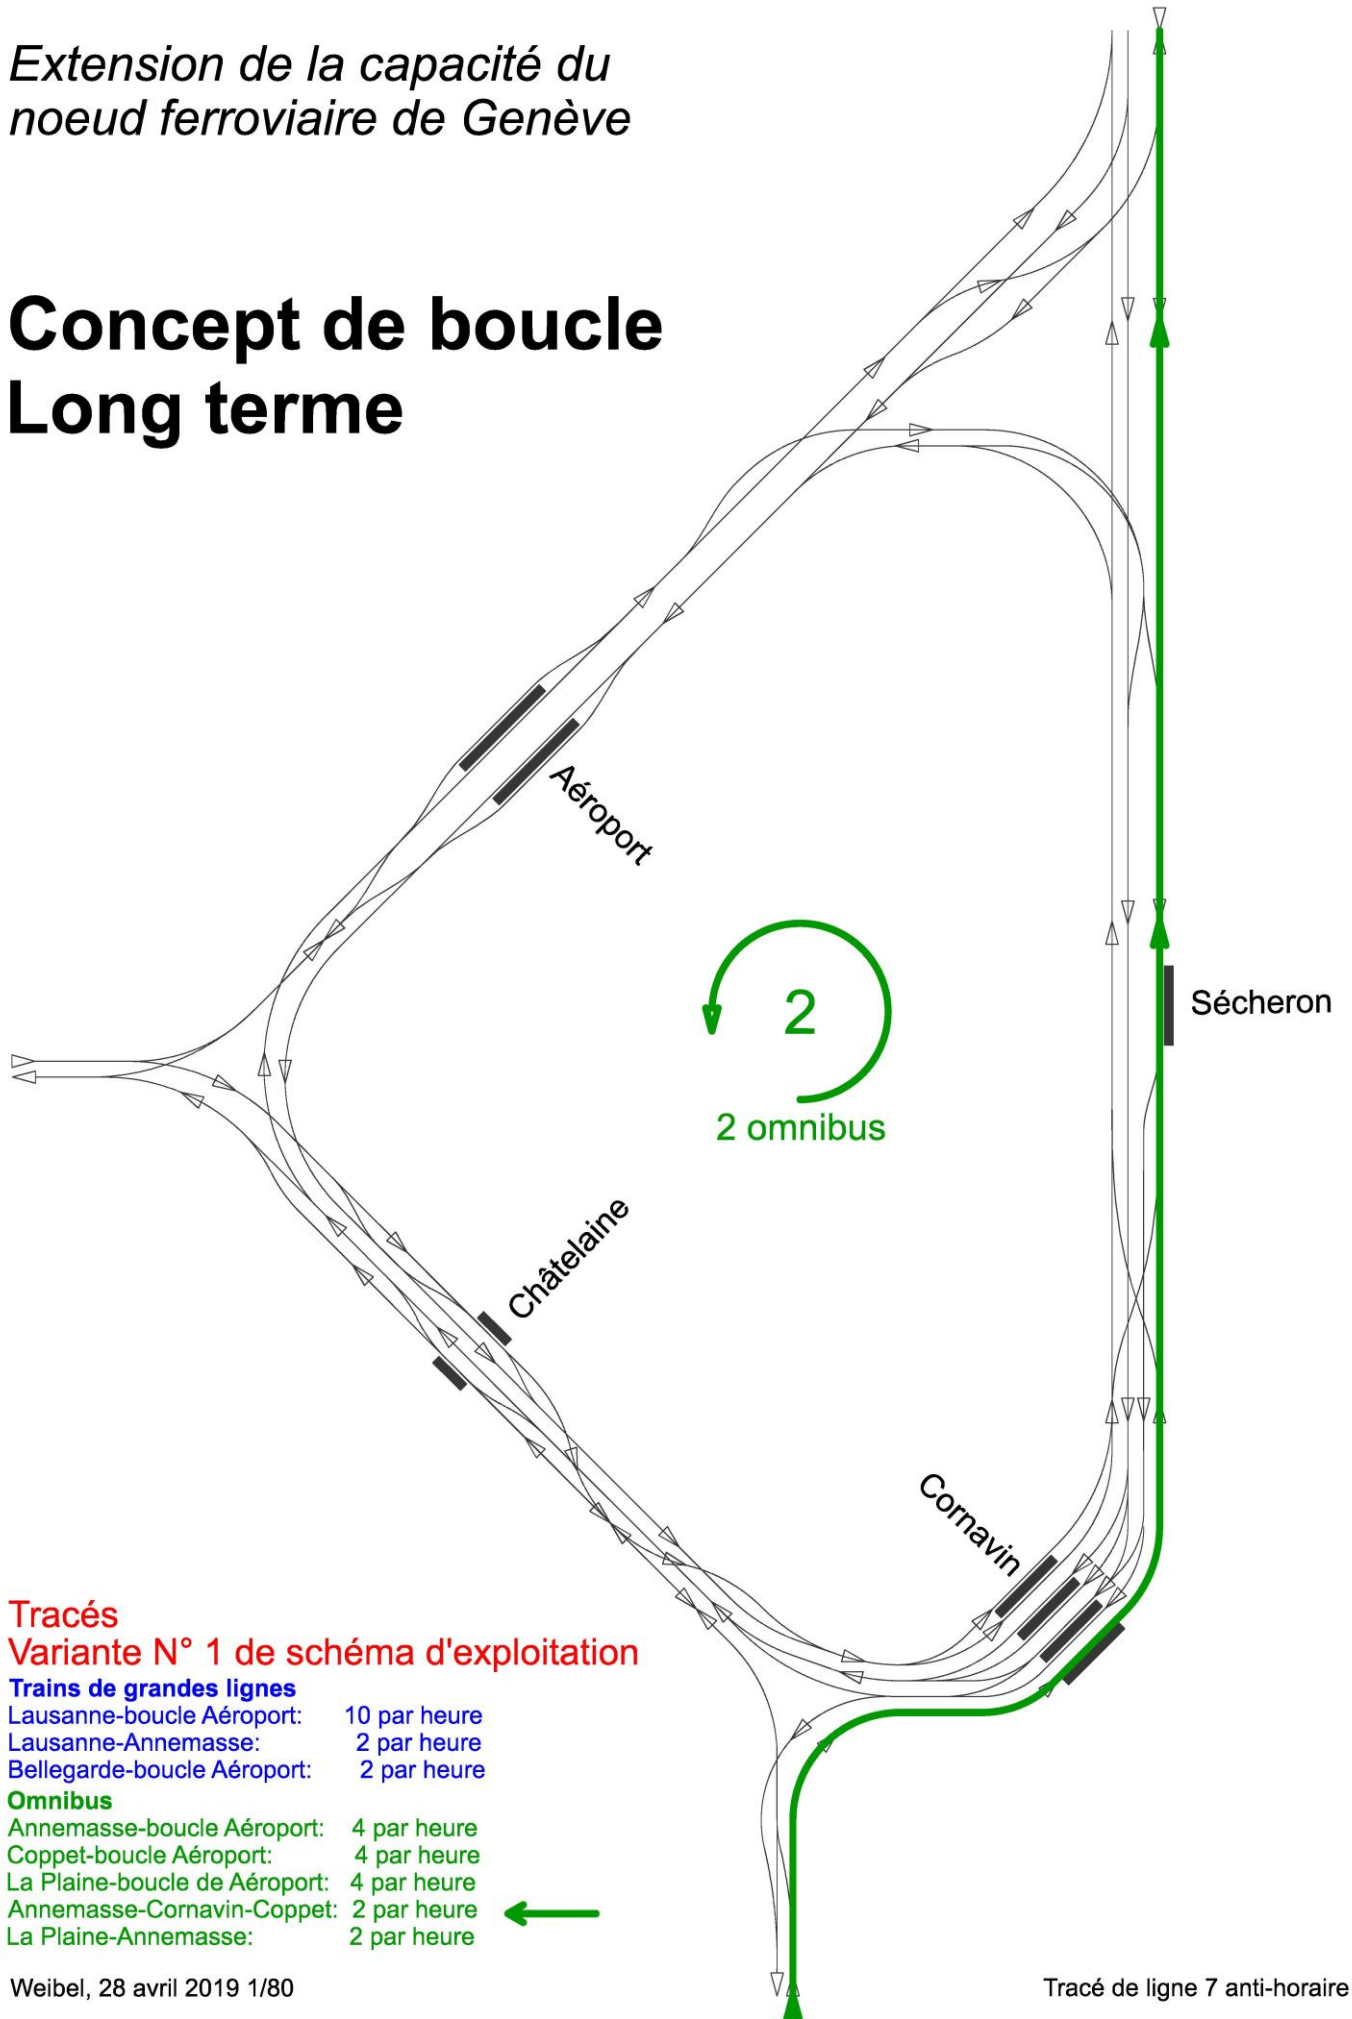 Extension de la capacité du
noeud ferroviaire de Genève
Concept de boucle
Long terme
Aéroport
Sécheron
2
2 omnibus
Châtelaine
Cornavin
Tracés
Variante N° 1 de schéma d'exploitation
Trains de grandes lignes
Lausanne-boucle Aéroport: 10 par heure
Lausanne-Annemasse: 2 par heure
Bellegarde-boucle Aéroport: 2 par heure
Omnibus
Annemasse-boucle Aéroport: 4 par heure
Coppet-boucle Aéroport: 4 par heure
La Plaine-boucle de Aéroport: 4 par heure
Annemasse-Cornavin-Coppet: 2 par heure
La Plaine-Annemasse: 2 par heure
Weibel, 28 avril 2019 1/80
Tracé de ligne 7 anti-horaire